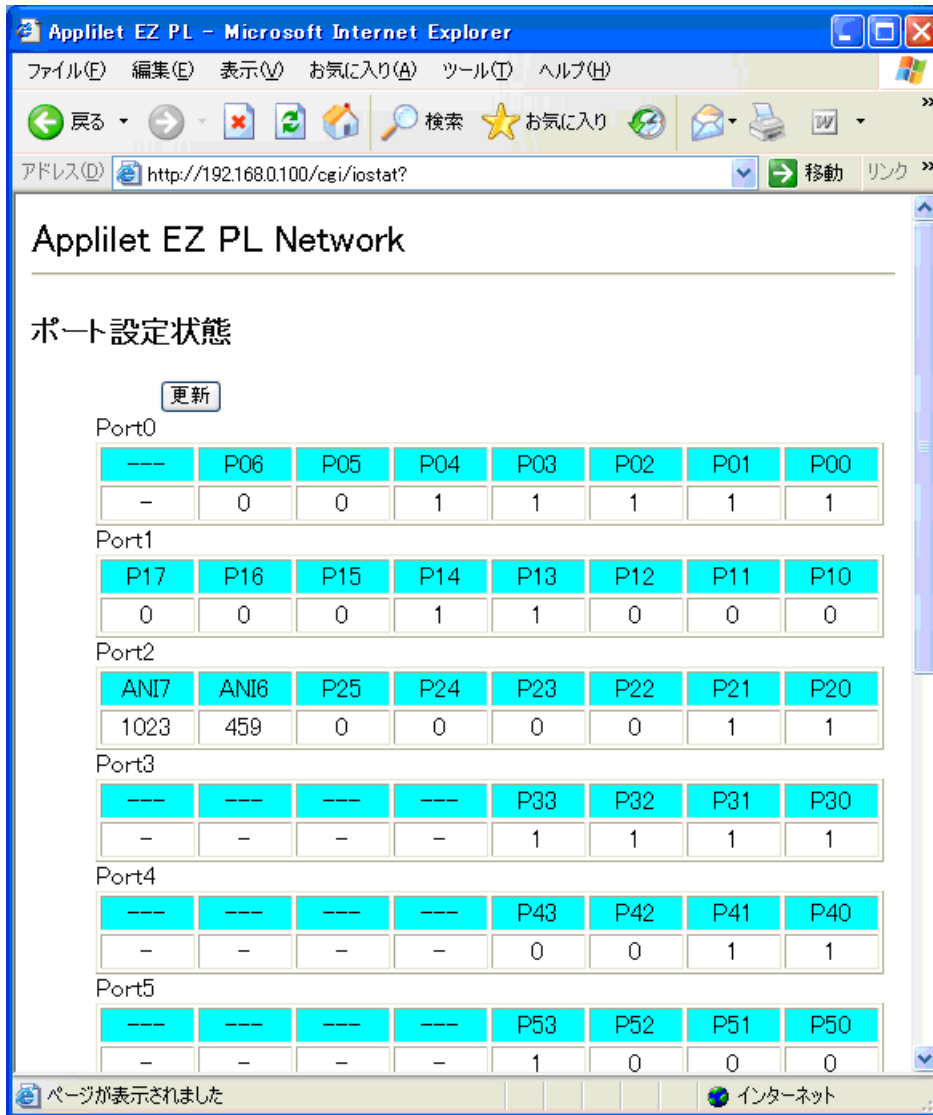 Applilet EZ PL - Microsoft Internet Explorer
ファイル(F) 編集(E) 表示(V) お気に入り(A) ツール(T) ヘルプ(H)
戻る 検索 お気に入り »
アドレス(D) http://192.168.0.100/cgi/iostat? 移動 リンク »
Applilet EZ PL Network
ポート設定状態
更新
Port0
--- P06 P05 P04 P03 P02 P01 P00
- 0 0 1 1 1 1 1
Port1
P17 P16 P15 P14 P13 P12 P11 P10
0 0 0 1 1 0 0 0
Port2
ANI7 ANI6 P25 P24 P23 P22 P21 P20
1023 459 0 0 0 0 1 1
Port3
--- --- --- --- P33 P32 P31 P30
- - - - 1 1 1 1
Port4
--- --- --- --- P43 P42 P41 P40
- - - - 0 0 1 1
Port5
--- --- --- --- P53 P52 P51 P50
- - - - 1 0 0 0
ページが表示されました インターネット